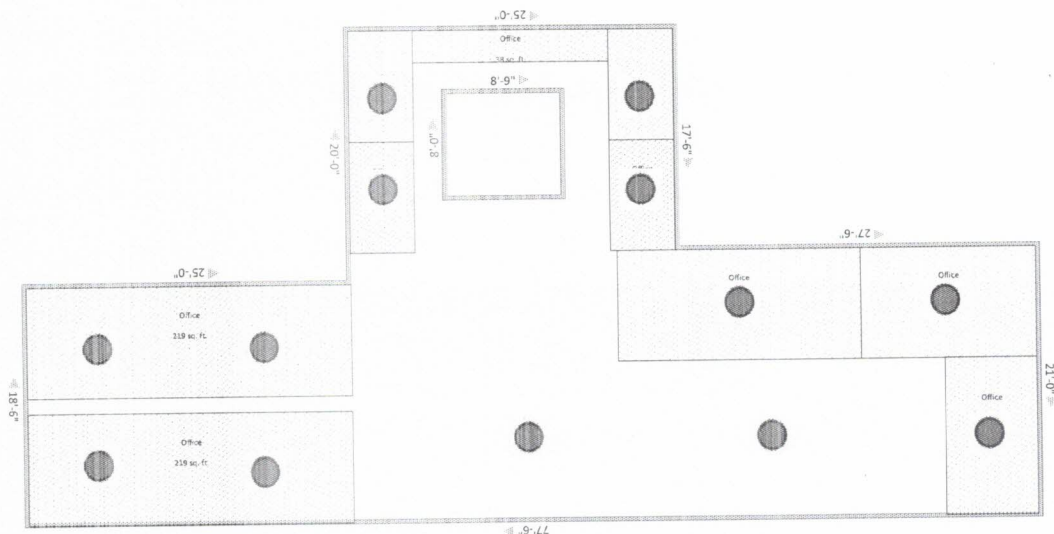 25'-0"
Office
8'-9"
8'-0"
20'-0"
17'-6"
Office
27'-6"
25'-0"
Office
219 sq. ft.
Office
Office
18'-6"
21'-0"
Office
Office
219 sq. ft.
77'-6"